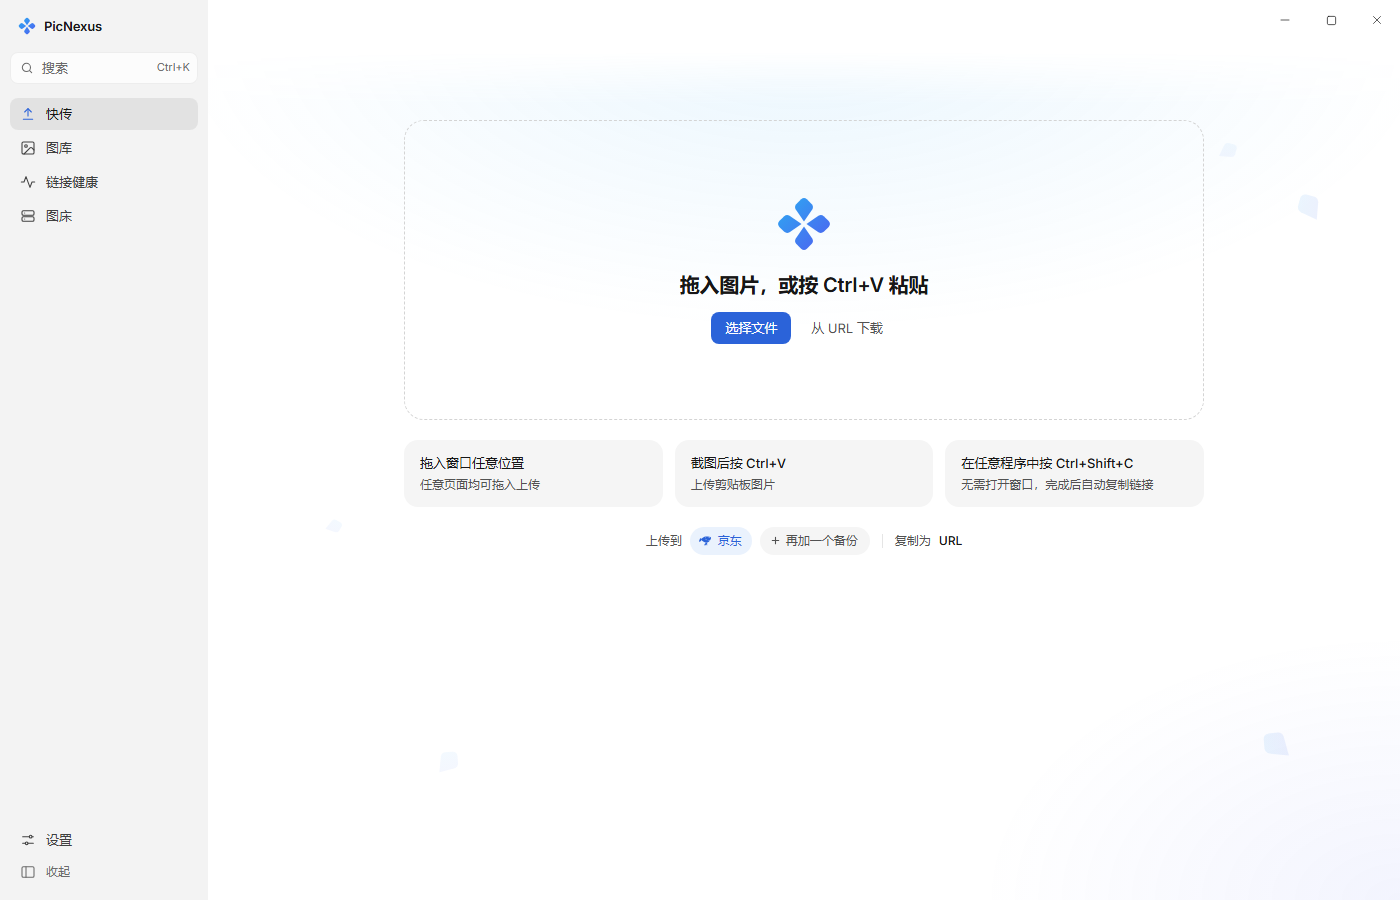 PicNexus
搜索 Ctrl+K
快传
图库
链接健康
图床
拖入图片，或按 Ctrl+V 粘贴
选择文件 从 URL 下载
拖入窗口任意位置
任意页面均可拖入上传
截图后按 Ctrl+V
上传剪贴板图片
在任意程序中按 Ctrl+Shift+C
无需打开窗口，完成后自动复制链接
上传到 京东 + 再加一个备份 复制为 URL
设置
收起